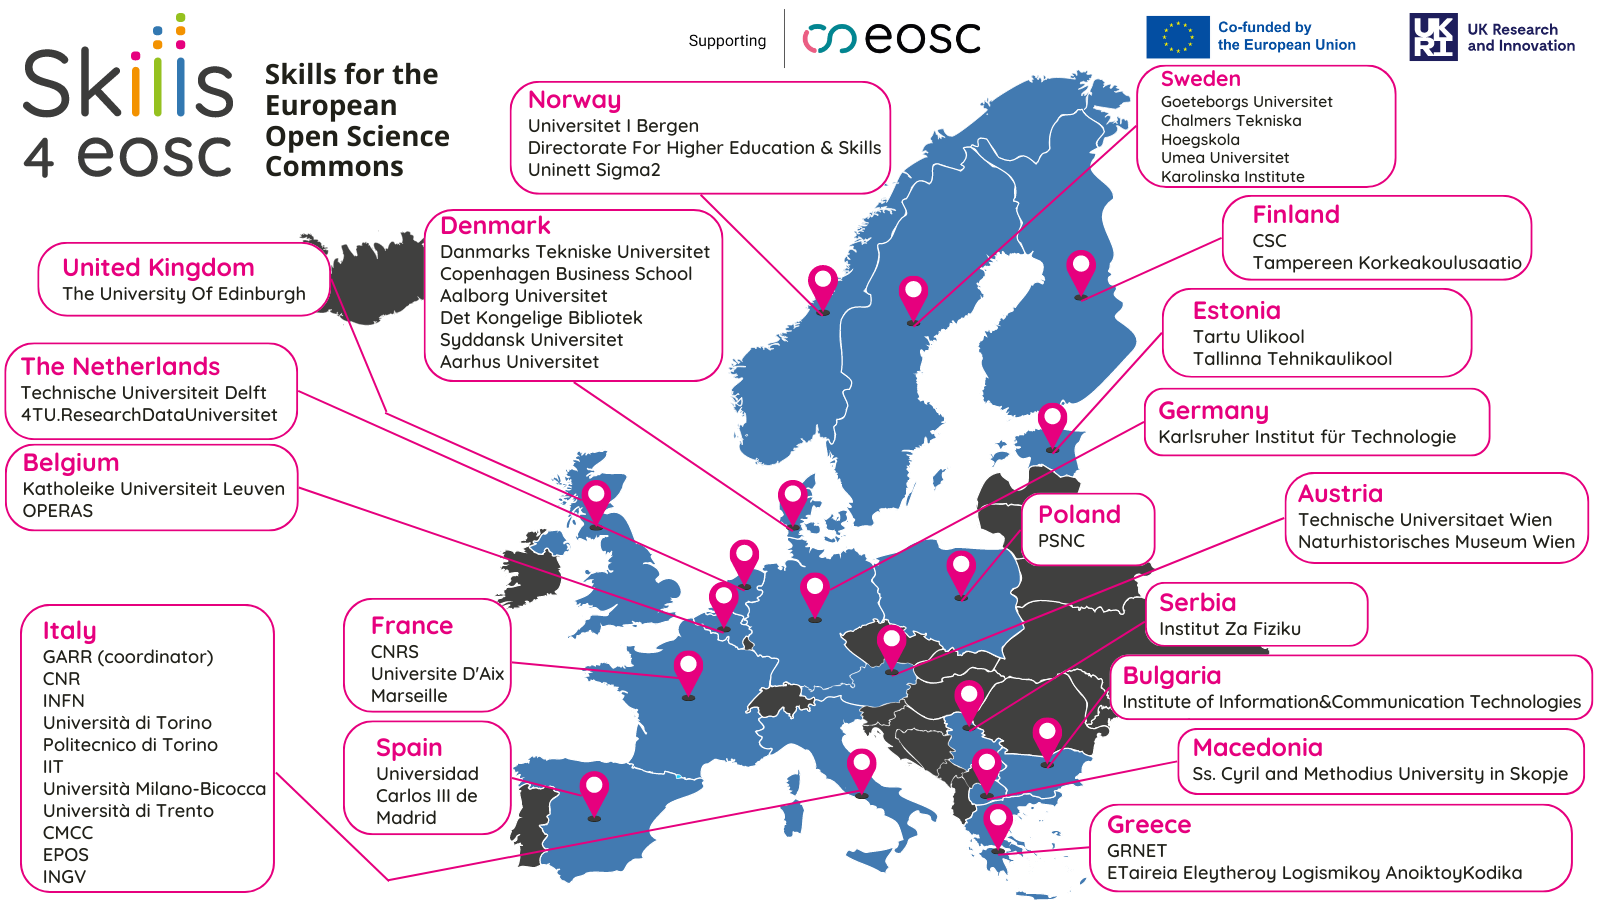 Skills
4 eosc
Skills for the
European
Open Science
Commons
Supporting
eosc
Co-funded by
the European Union
UK
RI
UK Research
and Innovation
Norway
Universitet I Bergen
Directorate For Higher Education & Skills
Uninett Sigma2
Sweden
Goeteborgs Universitet
Chalmers Tekniska
Hoegskola
Umea Universitet
Karolinska Institute
Denmark
Danmarks Tekniske Universitet
Copenhagen Business School
Aalborg Universitet
Det Kongelige Bibliotek
Syddansk Universitet
Aarhus Universitet
Finland
CSC
Tampereen Korkeakoulusaatio
United Kingdom
The University Of Edinburgh
Estonia
Tartu Ulikool
Tallinna Tehnikaulikool
The Netherlands
Technische Universiteit Delft
4TU.ResearchDataUniversitet
Germany
Karlsruher Institut für Technologie
Belgium
Katholeike Universiteit Leuven
OPERAS
Austria
Technische Universitaet Wien
Naturhistorisches Museum Wien
Poland
PSNC
Serbia
Institut Za Fiziku
Italy
GARR (coordinator)
CNR
INFN
Università di Torino
Politecnico di Torino
IIT
Università Milano-Bicocca
Università di Trento
CMCC
EPOS
INGV
France
CNRS
Universite D'Aix
Marseille
Bulgaria
Institute of Information&Communication Technologies
Spain
Universidad
Carlos III de
Madrid
Macedonia
Ss. Cyril and Methodius University in Skopje
Greece
GRNET
ETaireia Eleytheroy Logismikoy AnoiktoyKodika